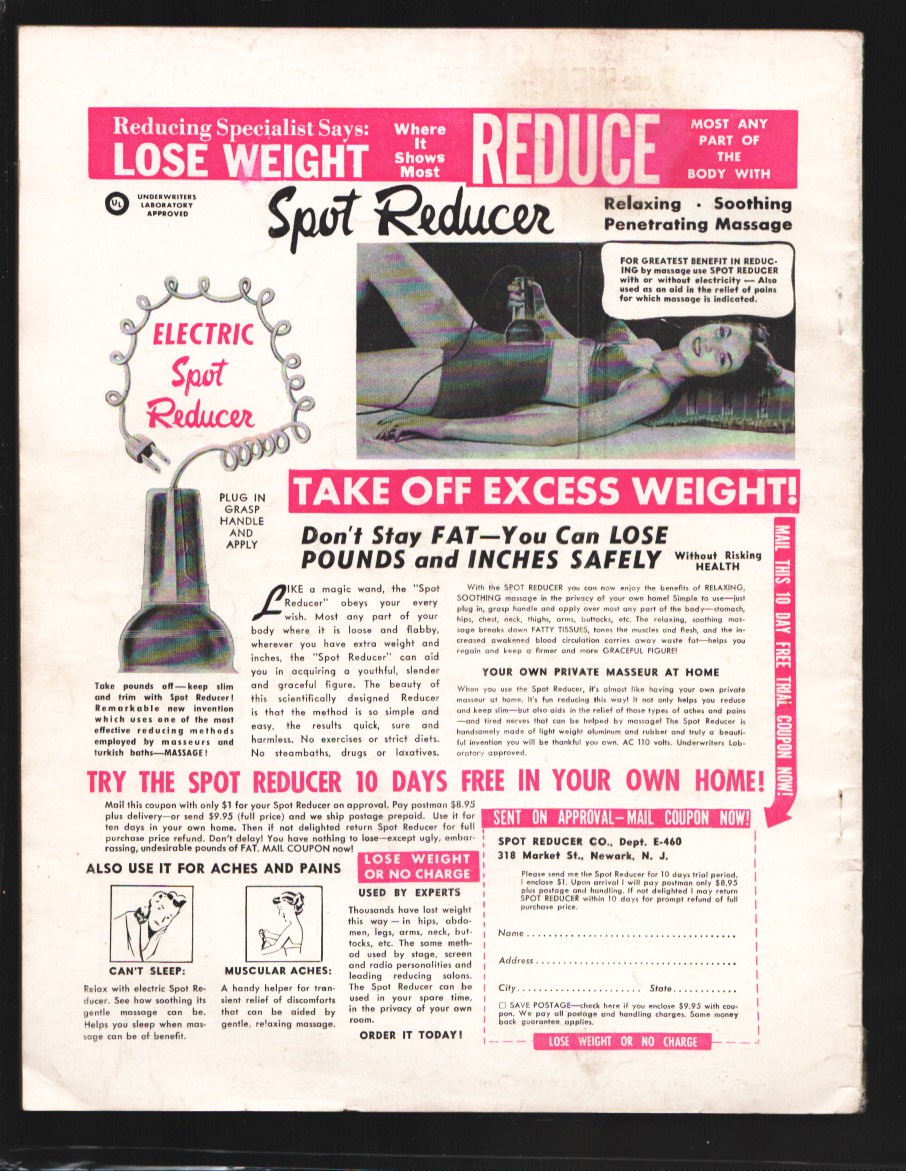 Reducing Specialist Says:
LOSE WEIGHT
Where
It
Shows
Most
REDUCE
MOST ANY
PART OF
THE
BODY WITH
UL
UNDERWRITERS
LABORATORY
APPROVED
Spot Reducer
Relaxing · Soothing
Penetrating Massage
FOR GREATEST BENEFIT IN REDUC-
ING by massage use SPOT REDUCER
with or without electricity — Also
used as an aid in the relief of pains
for which massage is indicated.
ELECTRIC
Spot
Reducer
PLUG IN
GRASP
HANDLE
AND
APPLY
TAKE OFF EXCESS WEIGHT!
Don't Stay FAT—You Can LOSE
POUNDS and INCHES SAFELY
Without Risking
HEALTH
MAIL THIS 10 DAY FREE TRIAL COUPON NOW!
Take pounds off — keep slim
and trim with Spot Reducer!
Remarkable new invention
which uses one of the most
effective reducing methods
employed by masseurs and
turkish baths—MASSAGE!
LIKE a magic wand, the "Spot
Reducer" obeys your every
wish. Most any part of your
body where it is loose and flabby,
wherever you have extra weight and
inches, the "Spot Reducer" can aid
you in acquiring a youthful, slender
and graceful figure. The beauty of
this scientifically designed Reducer
is that the method is so simple and
easy, the results quick, sure and
harmless. No exercises or strict diets.
No steambaths, drugs or laxatives.
With the SPOT REDUCER you can now enjoy the benefits of RELAXING,
SOOTHING massage in the privacy of your own home! Simple to use—just
plug in, grasp handle and apply over most any part of the body—stomach,
hips, chest, neck, thighs, arms, buttocks, etc. The relaxing, soothing mas-
sage breaks down FATTY TISSUES, tones the muscles and flesh, and the in-
creased awakened blood circulation carries away waste fat—helps you
regain and keep a firmer and more GRACEFUL FIGURE!
YOUR OWN PRIVATE MASSEUR AT HOME
When you use the Spot Reducer, it's almost like having your own private
masseur at home. It's fun reducing this way! It not only helps you reduce
and keep slim—but also aids in the relief of those types of aches and pains
—and tired nerves that can be helped by massage! The Spot Reducer is
handsomely made of light weight aluminum and rubber and truly a beauti-
ful invention you will be thankful you own. AC 110 volts. Underwriters Lab-
oratory approved.
TRY THE SPOT REDUCER 10 DAYS FREE IN YOUR OWN HOME!
Mail this coupon with only $1 for your Spot Reducer on approval. Pay postman $8.95
plus delivery—or send $9.95 (full price) and we ship postage prepaid. Use it for
ten days in your own home. Then if not delighted return Spot Reducer for full
purchase price refund. Don't delay! You have nothing to lose—except ugly, embar-
rassing, undesirable pounds of FAT. MAIL COUPON now!
ALSO USE IT FOR ACHES AND PAINS
CAN'T SLEEP:
Relax with electric Spot Re-
ducer. See how soothing its
gentle massage can be.
Helps you sleep when mas-
sage can be of benefit.
MUSCULAR ACHES:
A handy helper for tran-
sient relief of discomforts
that can be aided by
gentle, relaxing massage.
LOSE WEIGHT
OR NO CHARGE
USED BY EXPERTS
Thousands have lost weight
this way — in hips, abdo-
men, legs, arms, neck, but-
tocks, etc. The same meth-
od used by stage, screen
and radio personalities and
leading reducing salons.
The Spot Reducer can be
used in your spare time,
in the privacy of your own
room.
ORDER IT TODAY!
SENT ON APPROVAL—MAIL COUPON NOW!
SPOT REDUCER CO., Dept. E-460
318 Market St., Newark, N. J.
Please send me the Spot Reducer for 10 days trial period.
I enclose $1. Upon arrival I will pay postman only $8.95
plus postage and handling. If not delighted I may return
SPOT REDUCER within 10 days for prompt refund of full
purchase price.
Name ........................................
Address ........................................
City.................... State............
☐ SAVE POSTAGE—check here if you enclose $9.95 with cou-
pon. We pay all postage and handling charges. Same money
back guarantee applies.
LOSE WEIGHT OR NO CHARGE